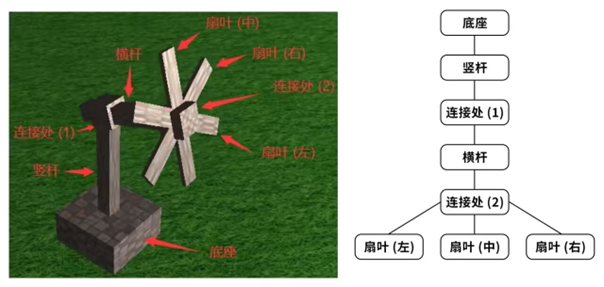 扇叶 (中)
扇叶 (右)
横杆
连接处 (2)
连接处 (1)
扇叶 (左)
竖杆
底座
底座
竖杆
连接处 (1)
横杆
连接处 (2)
扇叶 (左)
扇叶 (中)
扇叶 (右)